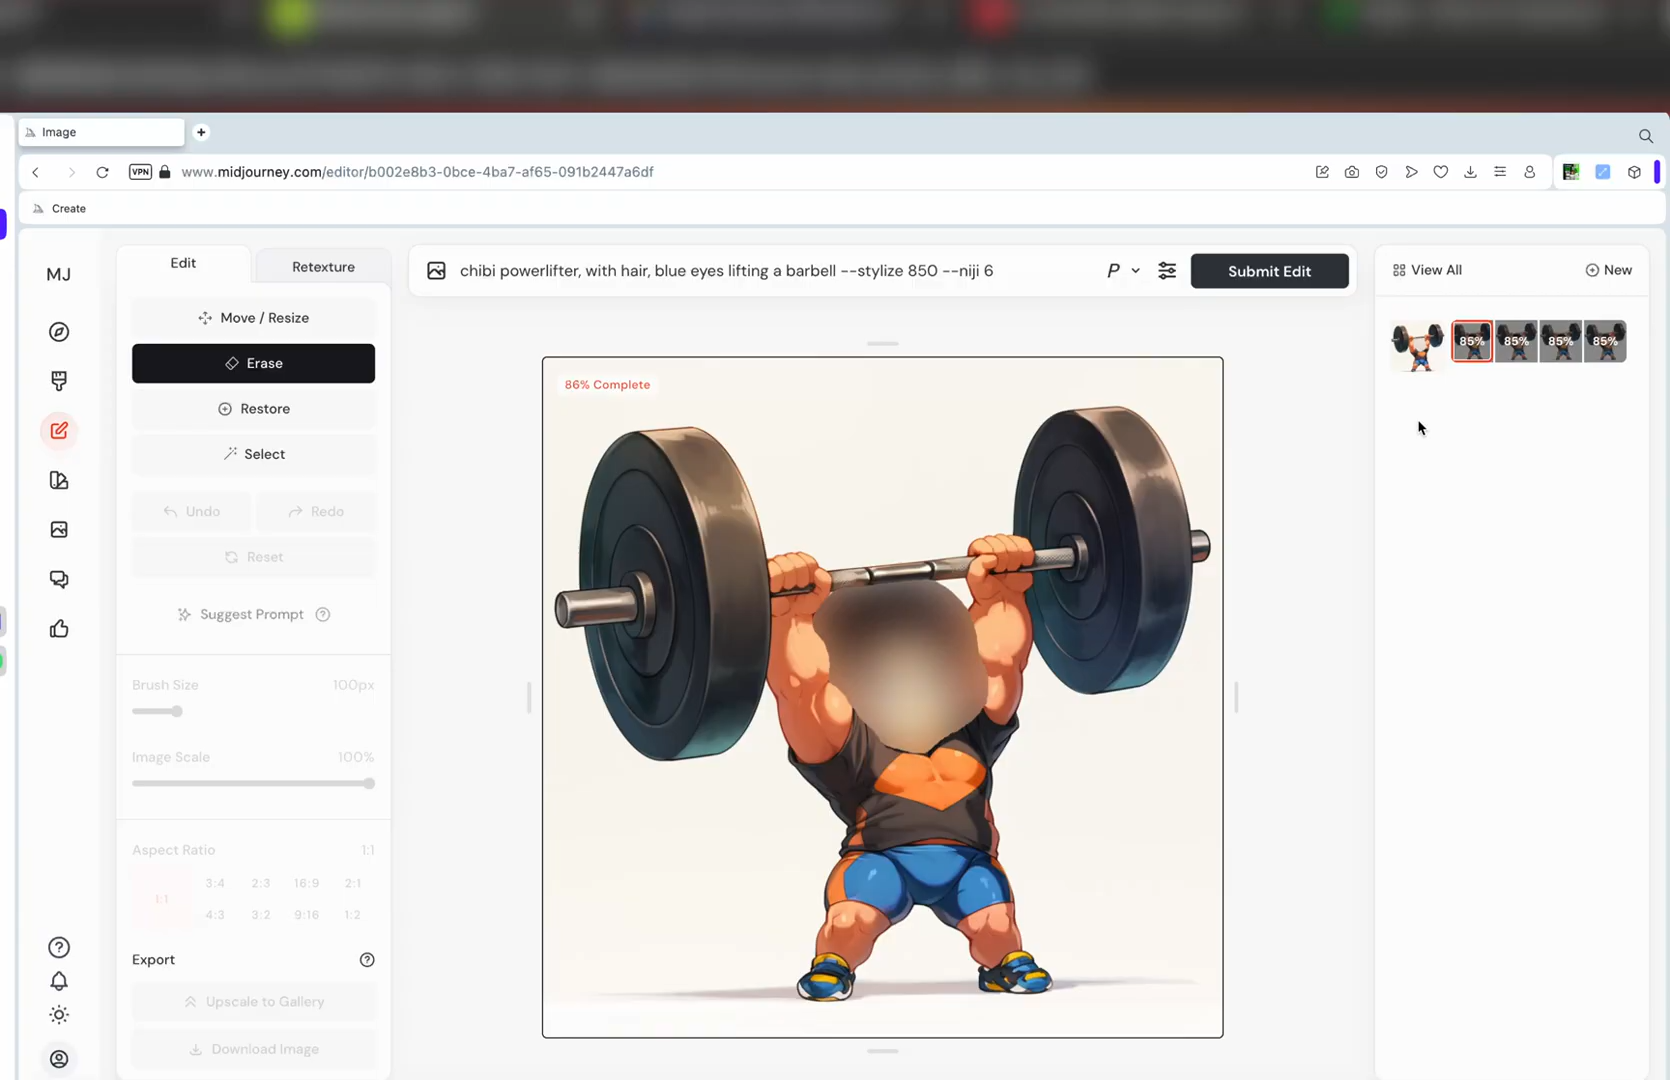 Image
VPN
www.midjourney.com/editor/b002e8b3-0bce-4ba7-af65-091b2447a6df
Create
MJ
Edit
Retexture
chibi powerlifter, with hair, blue eyes lifting a barbell --stylize 850 --niji 6
P
Submit Edit
View All
New
Move / Resize
Erase
Restore
Select
Undo
Redo
Reset
Suggest Prompt
Brush Size
100px
Image Scale
100%
Aspect Ratio
1:1
1:1
3:4
2:3
16:9
2:1
4:3
3:2
9:16
1:2
Export
Upscale to Gallery
Download Image
86% Complete
85%
85%
85%
85%